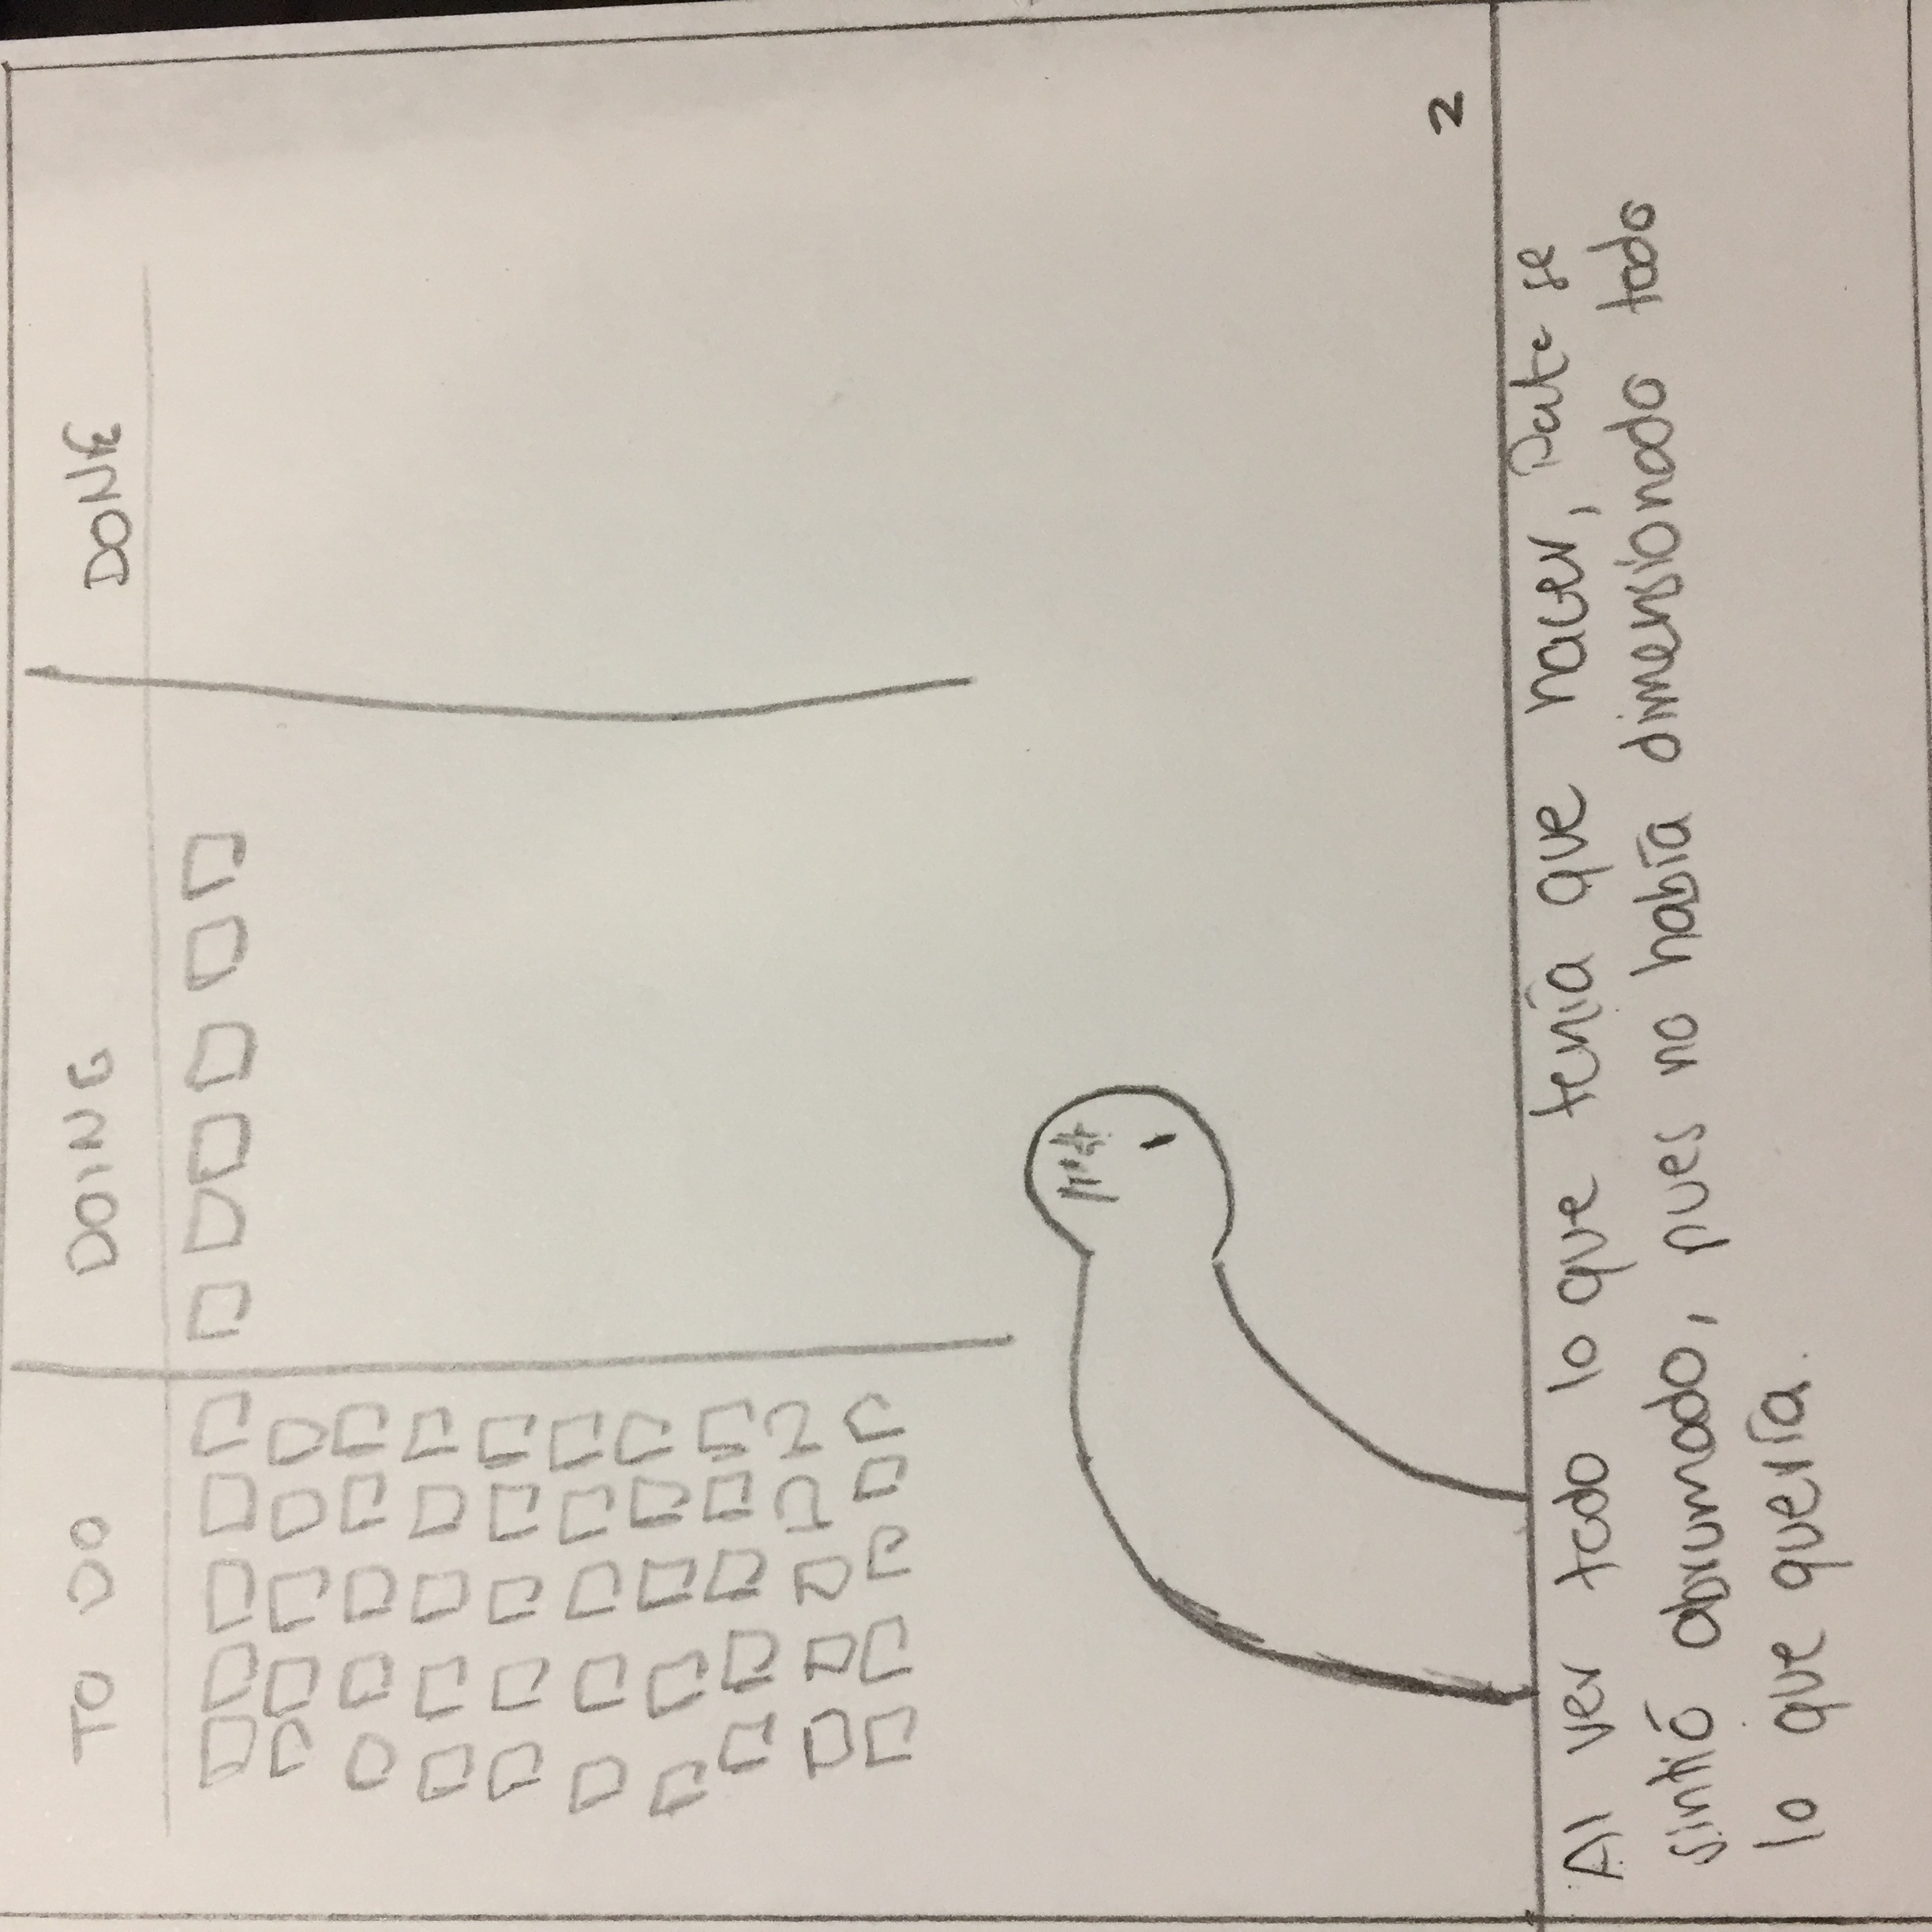 TO DO
DOING
DONE
2
Al ver todo lo que tenía que hacer, Pate se
sintió abrumado, pues no había dimensionado todo
lo que quería.